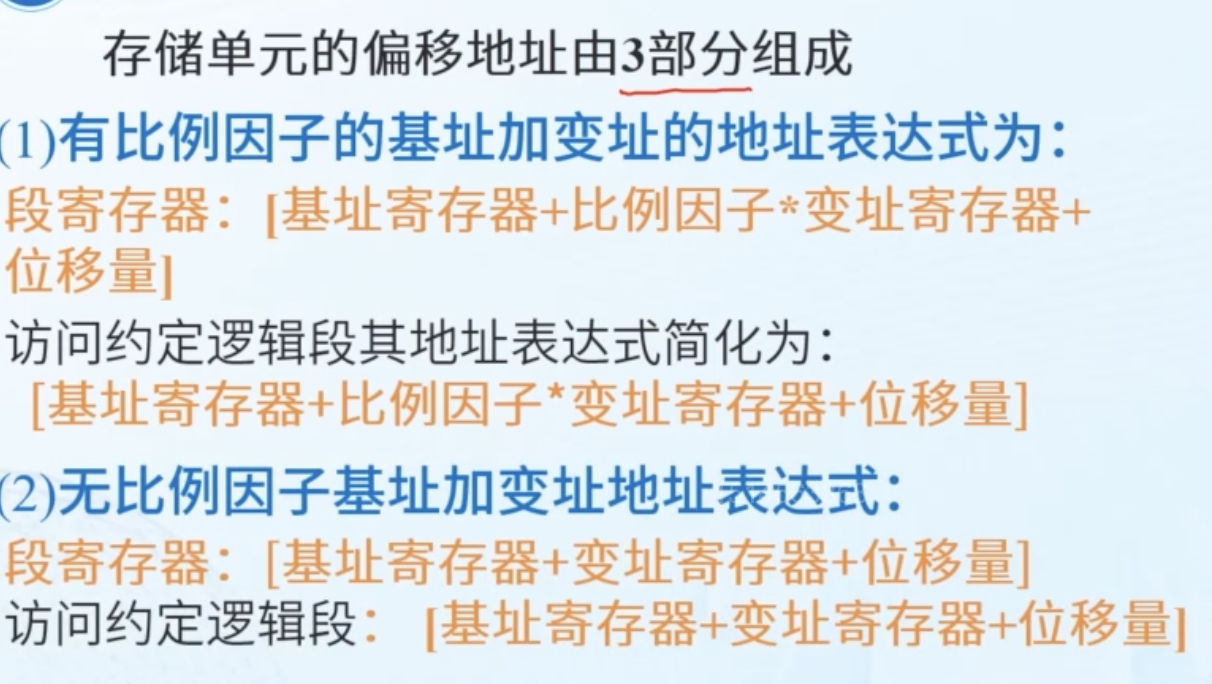 存储单元的偏移地址由3部分组成
(1)有比例因子的基址加变址的地址表达式为：
段寄存器：[基址寄存器+比例因子*变址寄存器+
位移量]
访问约定逻辑段其地址表达式简化为：
[基址寄存器+比例因子*变址寄存器+位移量]
(2)无比例因子基址加变址地址表达式：
段寄存器：[基址寄存器+变址寄存器+位移量]
访问约定逻辑段：[基址寄存器+变址寄存器+位移量]